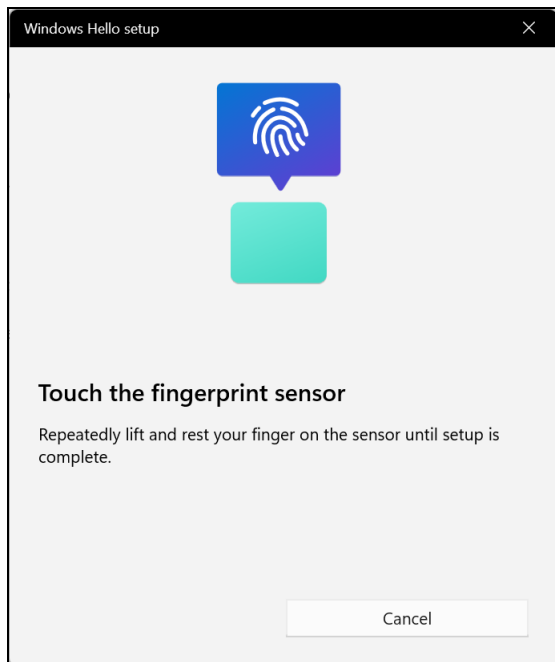 Windows Hello setup
Touch the fingerprint sensor
Repeatedly lift and rest your finger on the sensor until setup is
complete.
Cancel